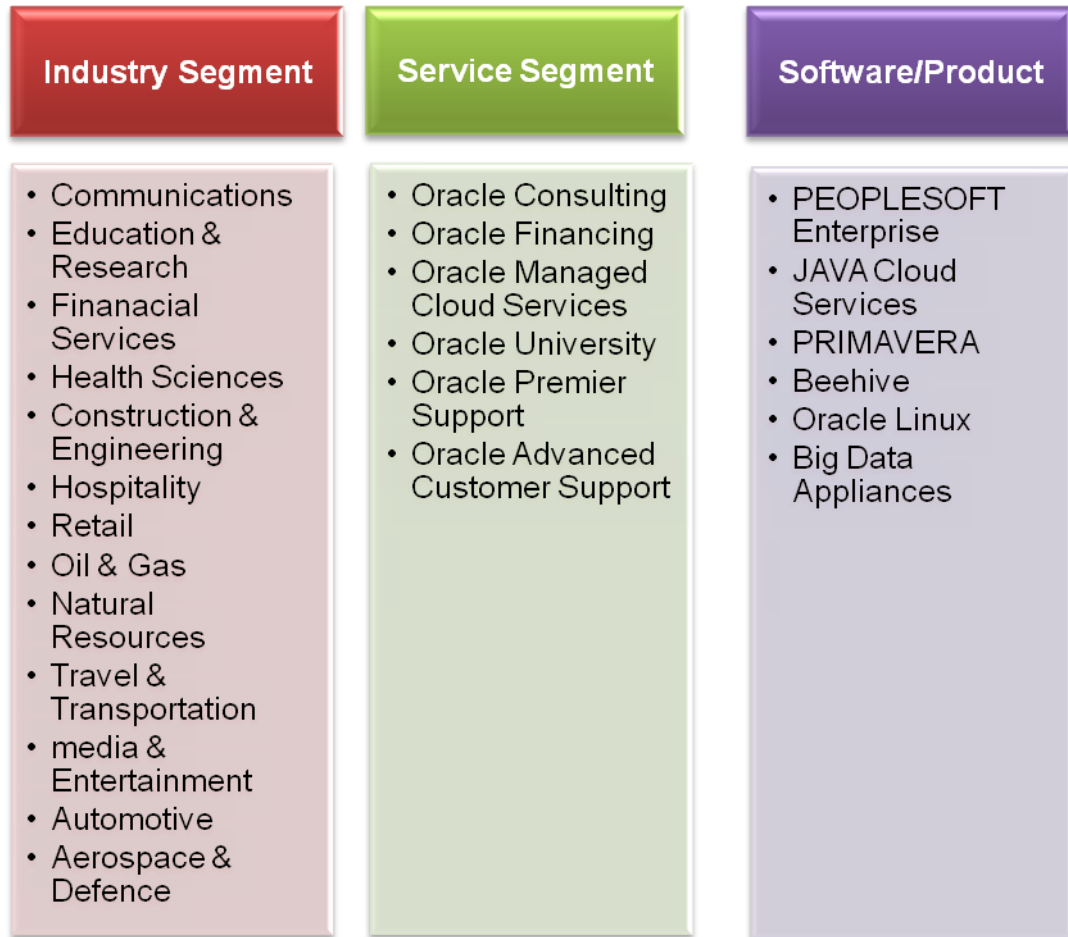 Industry Segment
• Communications
• Education &
Research
• Finanacial
Services
• Health Sciences
• Construction &
Engineering
• Hospitality
• Retail
• Oil & Gas
• Natural
Resources
• Travel &
Transportation
• media &
Entertainment
• Automotive
• Aerospace &
Defence
Service Segment
• Oracle Consulting
• Oracle Financing
• Oracle Managed
Cloud Services
• Oracle University
• Oracle Premier
Support
• Oracle Advanced
Customer Support
Software/Product
• PEOPLESOFT
Enterprise
• JAVA Cloud
Services
• PRIMAVERA
• Beehive
• Oracle Linux
• Big Data
Appliances